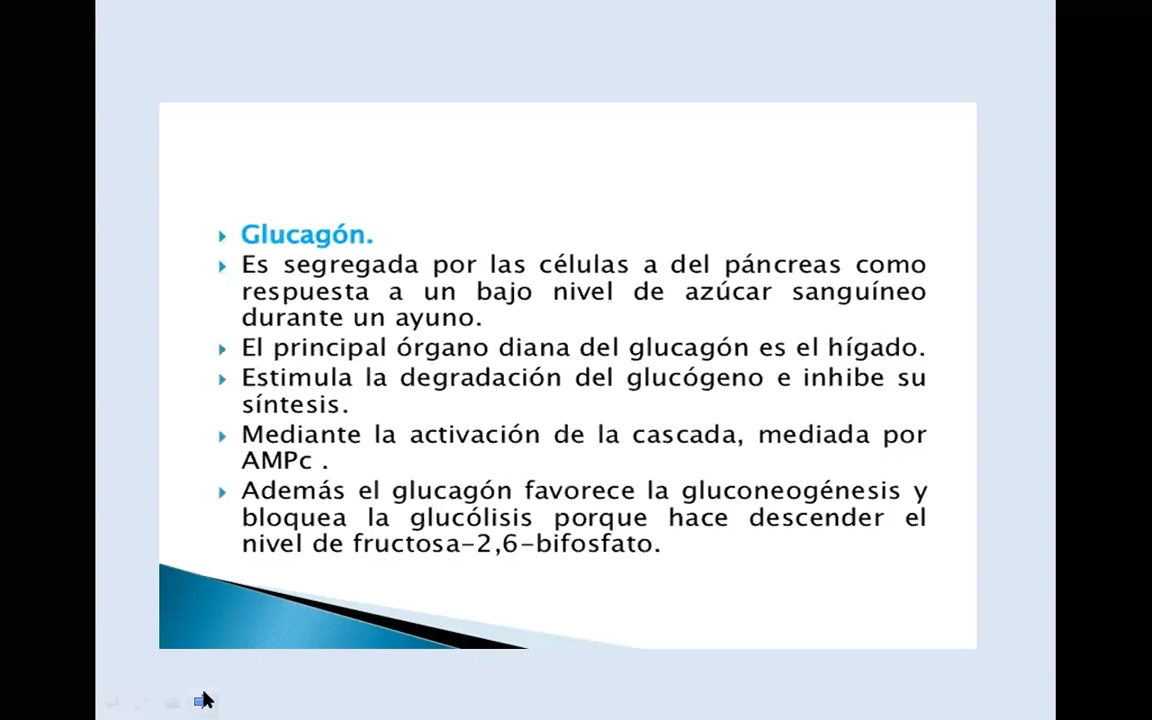 Glucagón.
Es segregada por las células a del páncreas como
respuesta a un bajo nivel de azúcar sanguíneo
durante un ayuno.
El principal órgano diana del glucagón es el hígado.
Estimula la degradación del glucógeno e inhibe su
síntesis.
Mediante la activación de la cascada, mediada por
AMPc .
Además el glucagón favorece la gluconeogénesis y
bloquea la glucólisis porque hace descender el
nivel de fructosa-2,6-bifosfato.